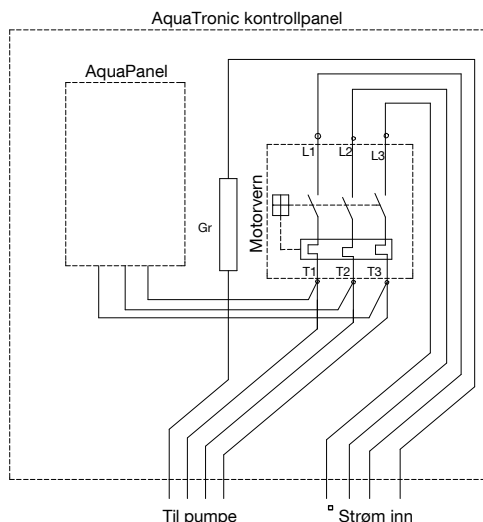 AquaTronic kontrollpanel
AquaPanel
L1
L2
L3
Motorvern
Gr
T1
T2
T3
Til pumpe
Strøm inn